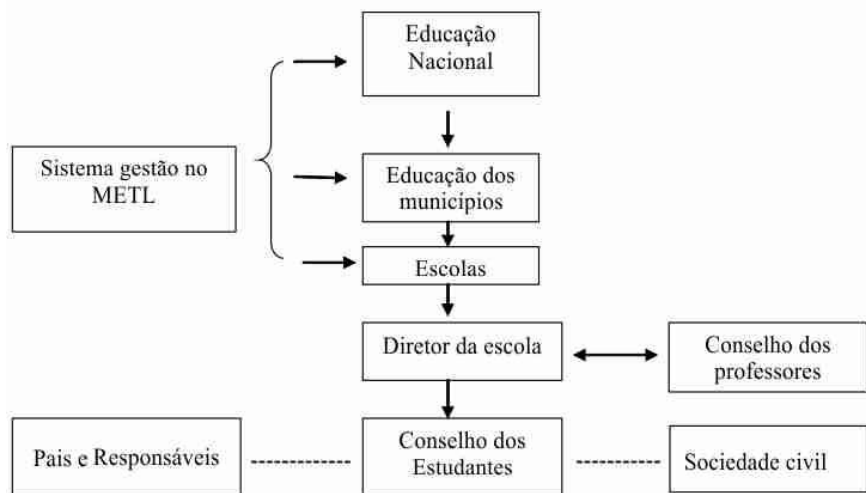 Educação
Nacional
Sistema gestão no
METL
Educação dos
municípios
Escolas
Diretor da escola
Conselho dos
professores
Pais e Responsáveis
Conselho dos
Estudantes
Sociedade civil